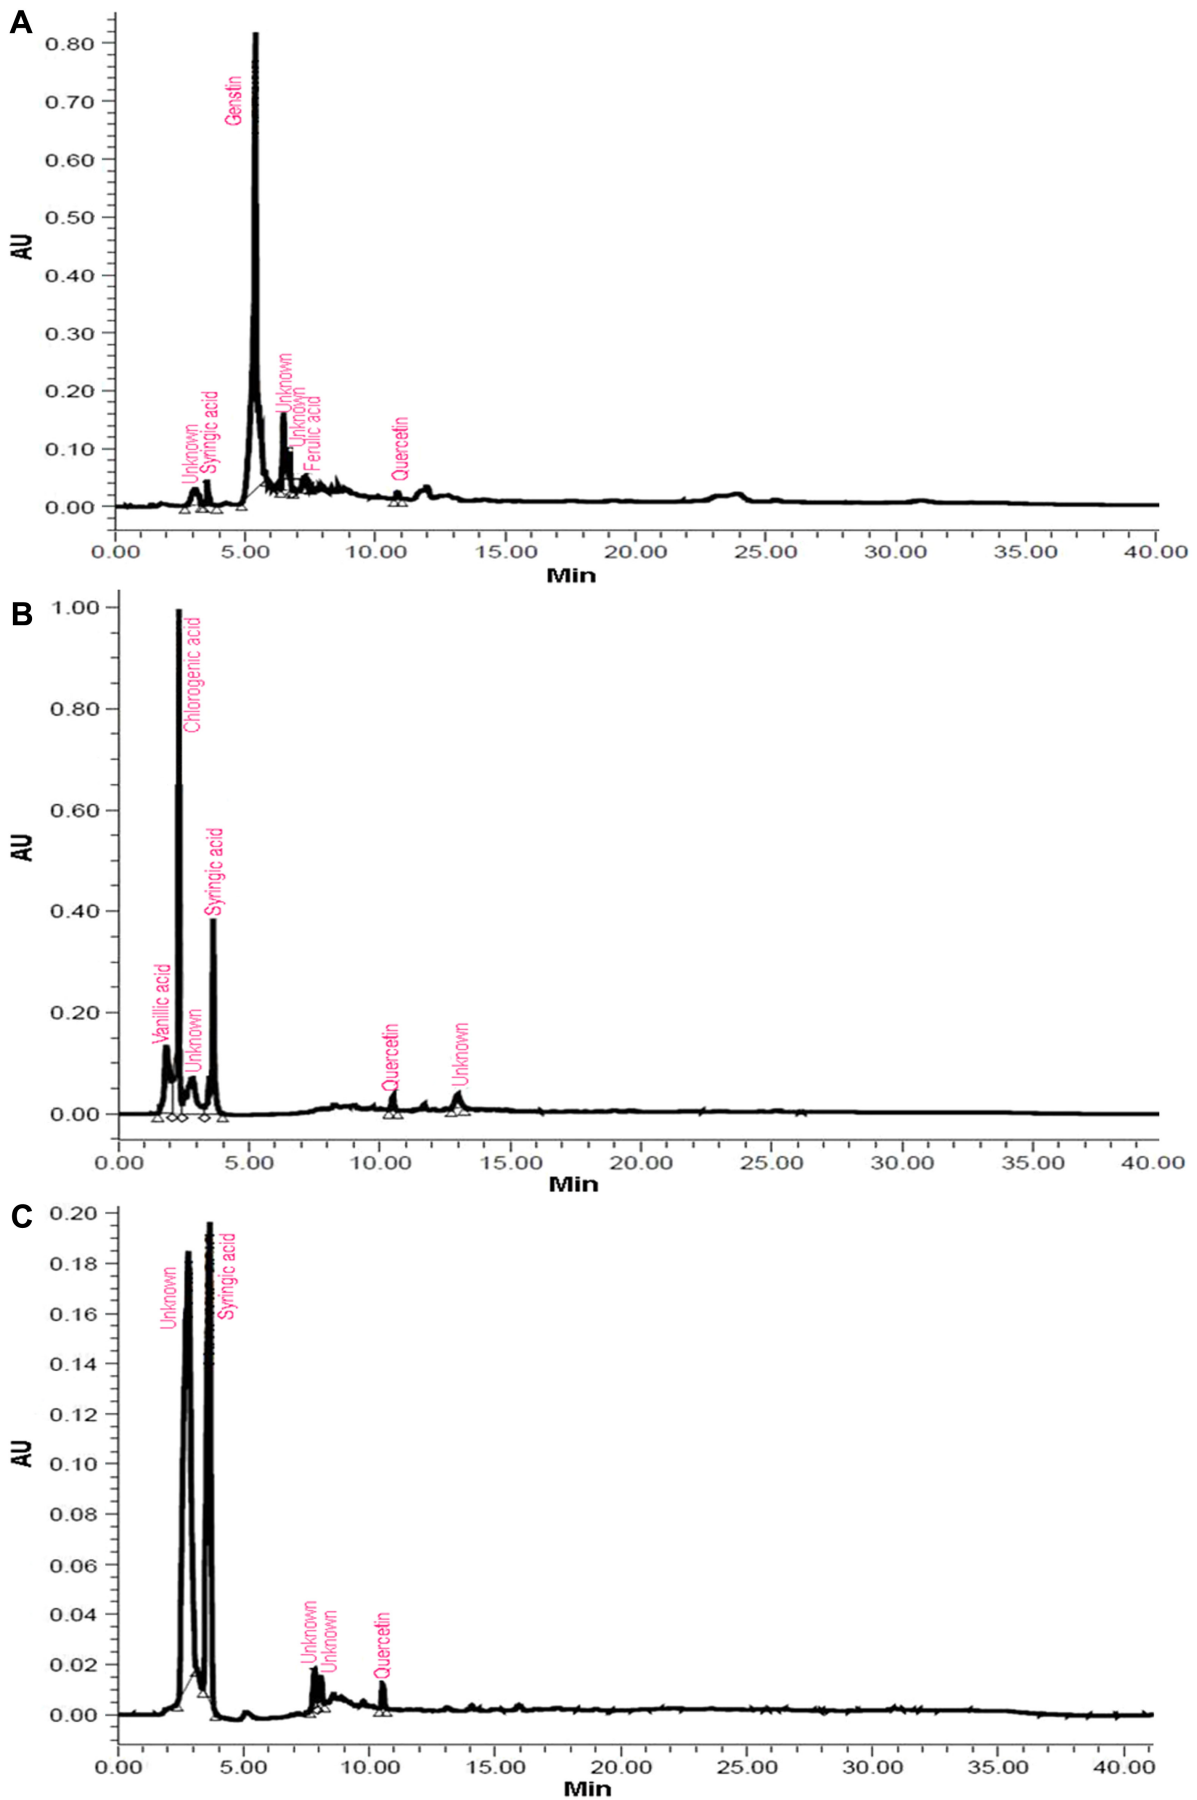 A
0.80
0.70
0.60
0.50
0.40
0.30
0.20
0.10
0.00
AU
Genstin
Unknown
Syringic acid
Unknown
Unknown
Ferulic acid
Quercetin
0.00 5.00 10.00 15.00 20.00 25.00 30.00 35.00 40.00
Min
B
1.00
0.80
0.60
0.40
0.20
0.00
AU
Vanillic acid
Chlorogenic acid
Unknown
Syringic acid
Quercetin
Unknown
0.00 5.00 10.00 15.00 20.00 25.00 30.00 35.00 40.00
Min
C
0.20
0.18
0.16
0.14
0.12
0.10
0.08
0.06
0.04
0.02
0.00
AU
Unknown
Syringic acid
Unknown
Unknown
Quercetin
0.00 5.00 10.00 15.00 20.00 25.00 30.00 35.00 40.00
Min